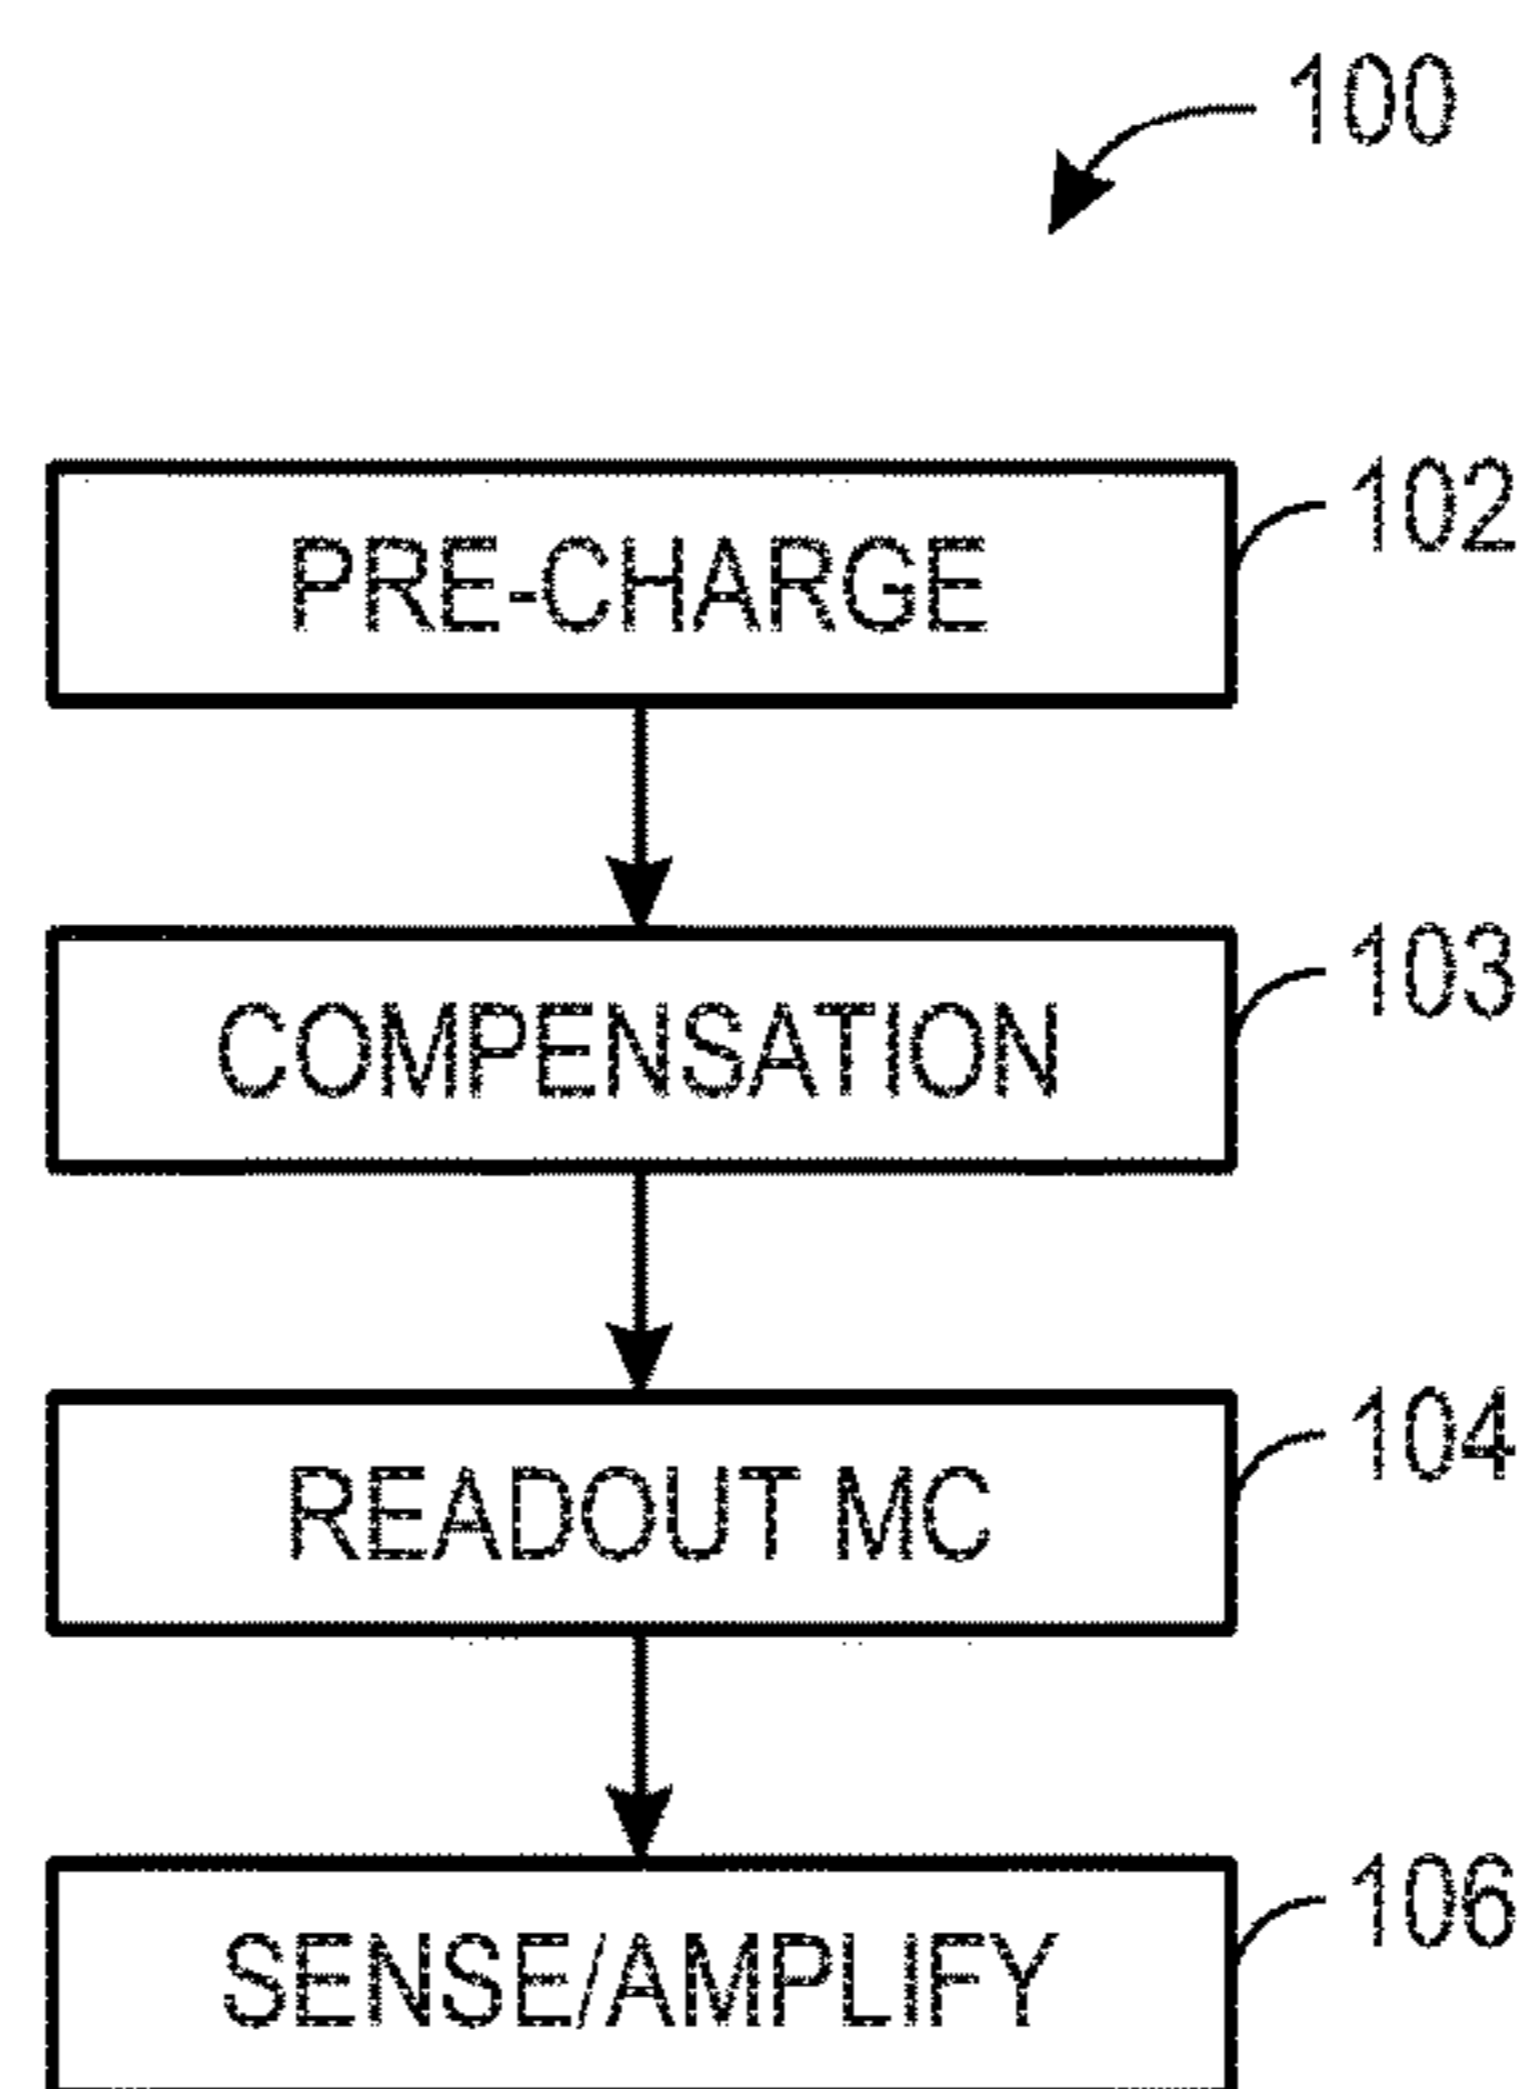 100
PRE-CHARGE
102
COMPENSATION
103
READOUT MC
104
SENSE/AMPLIFY
106